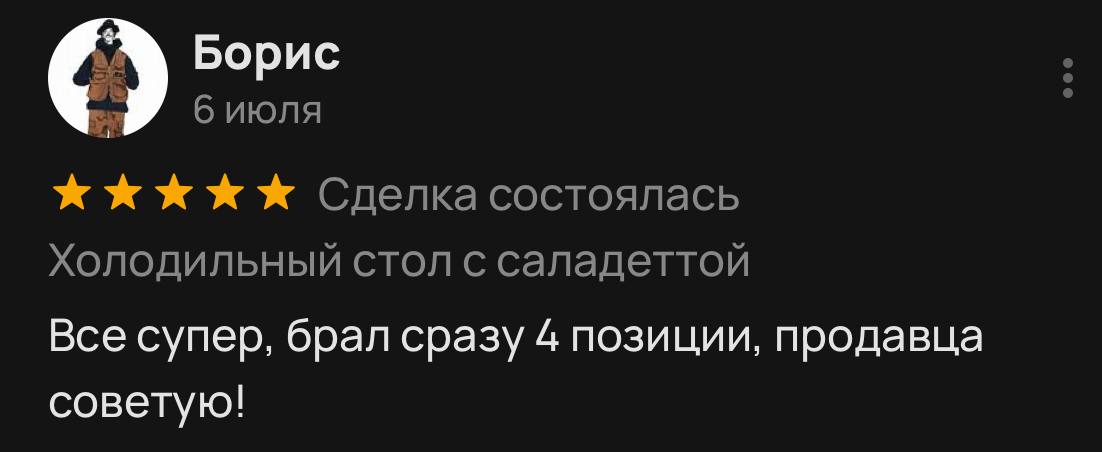 Борис
6 июля
Сделка состоялась
Холодильный стол с саладеттой
Все супер, брал сразу 4 позиции, продавца
советую!